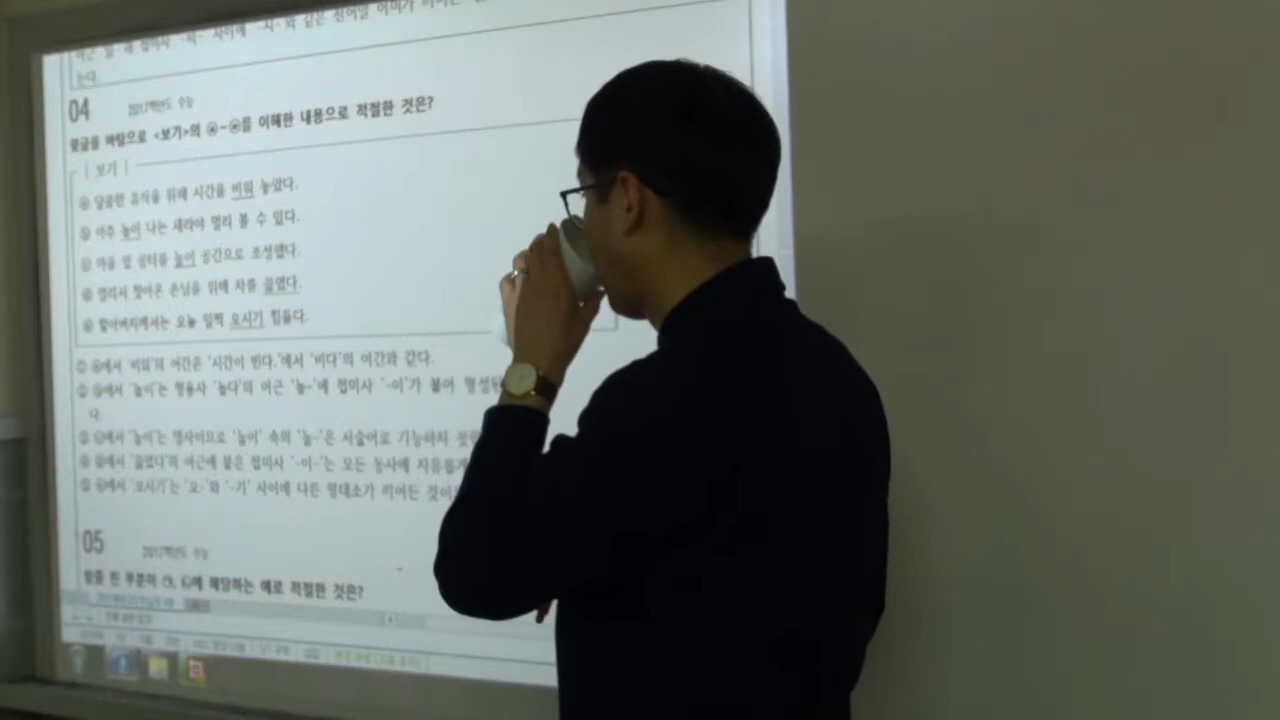 는다.
04 2017학년도 수능
윗글을 바탕으로 <보기>의 ⓐ~ⓔ를 이해한 내용으로 적절한 것은?
| 보기 |
ⓐ 달콤한 휴식을 위해 시간을 비워 놓았다.
ⓑ 아주 높이 나는 새라야 멀리 볼 수 있다.
ⓒ 마을 앞 공터를 놀이 공간으로 조성했다.
ⓓ 멀리서 찾아온 손님을 위해 차를 끓였다.
ⓔ 할아버지께서는 오늘 일찍 오시기 힘들다.
① ⓐ에서 '비워'의 어간은 '시간이 빈다.'에서 '비다'의 어간과 같다.
② ⓑ에서 '높이'는 형용사 '높다'의 어근 '높-'에 접미사 '-이'가 붙어 형성된
다.
③ ⓒ에서 '놀이'는 명사이므로 '놀이' 속의 '놀-'은 서술어로 기능하지 못한
④ ⓓ에서 '끓였다'의 어근에 붙은 접미사 '-이-'는 모든 동사에 자유롭게
⑤ ⓔ에서 '오시기'는 '오-'와 '-기' 사이에 다른 형태소가 끼어든 것이
05 2017학년도 수능
밑줄 친 부분이 ㉠, ㉡에 해당하는 예로 적절한 것은?